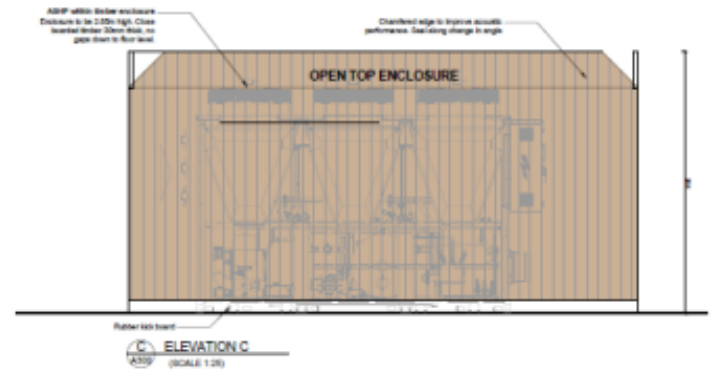 ASHP within timber enclosure
Enclosure to be 2.85m high. Close
boarded timber 20mm thick, no
gaps down to floor level.
Chamfered edge to improve acoustic
performance. Seal along change in angle
OPEN TOP ENCLOSURE
Rubber kick board
C
A300
ELEVATION C
(SCALE 1:25)